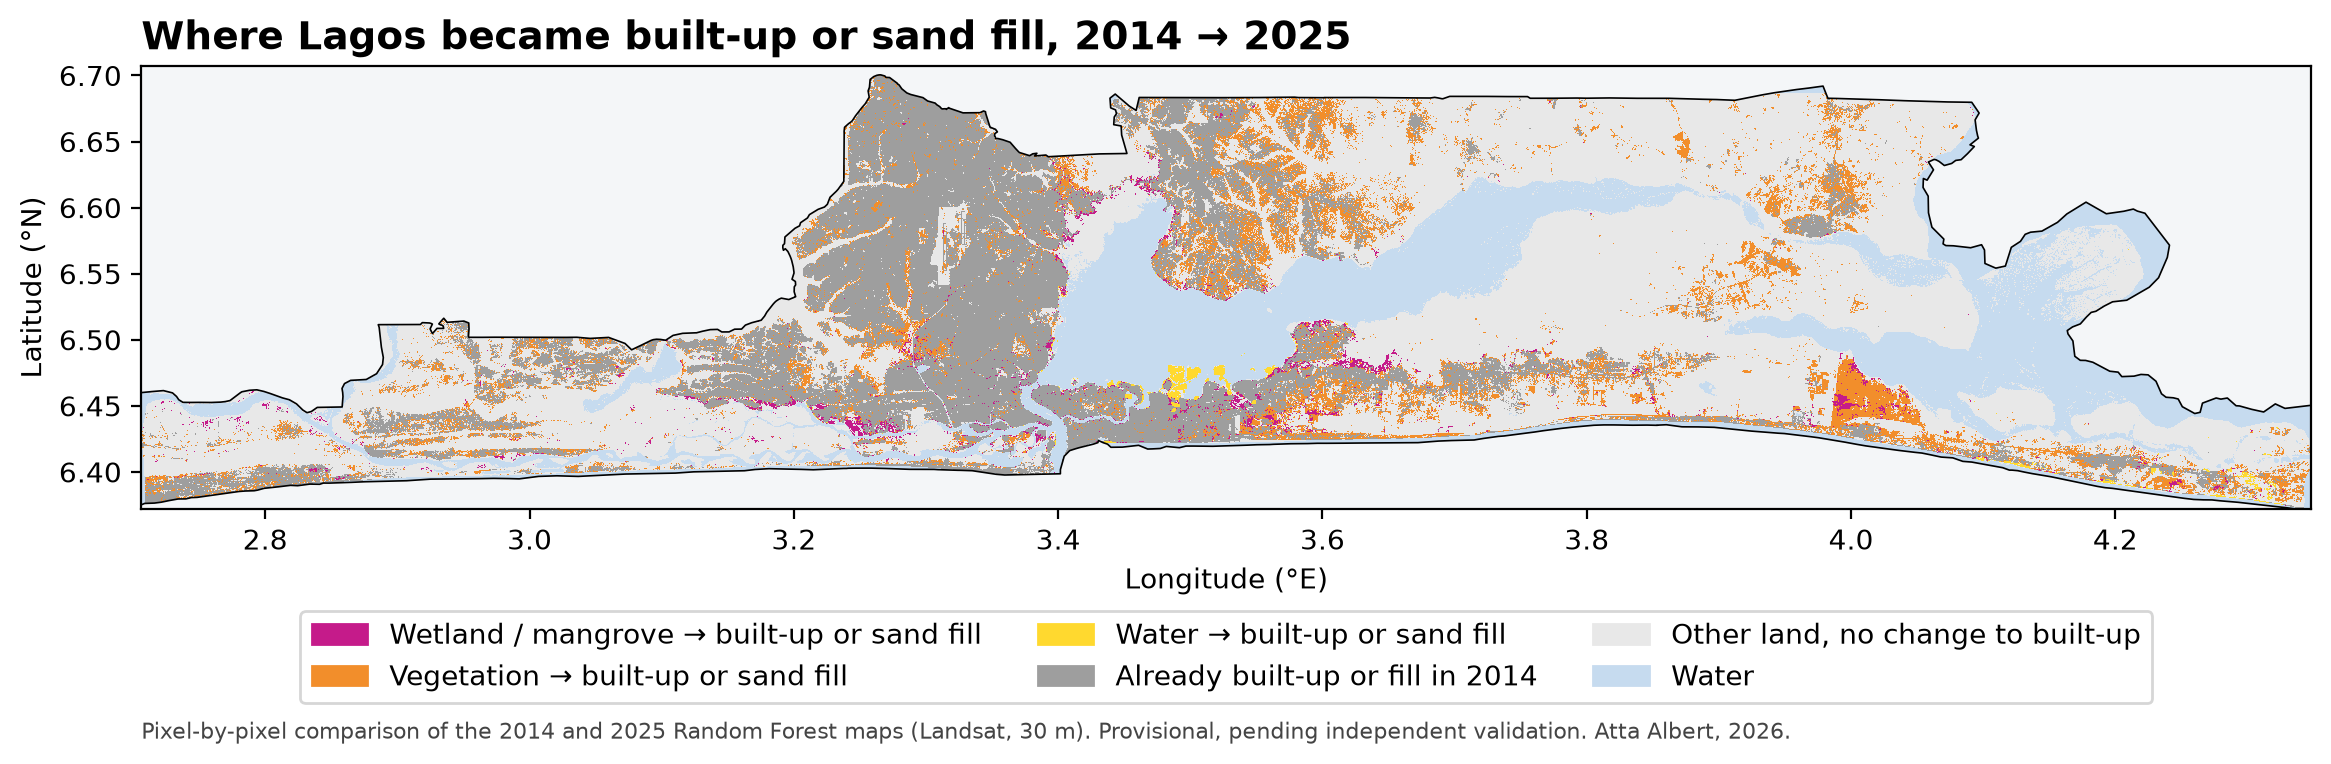 Where Lagos became built-up or sand fill, 2014 → 2025
6.70
6.65
6.60
6.55
6.50
6.45
6.40
Latitude (°N)
2.8 3.0 3.2 3.4 3.6 3.8 4.0 4.2
Longitude (°E)
Wetland / mangrove → built-up or sand fill
Vegetation → built-up or sand fill
Water → built-up or sand fill
Already built-up or fill in 2014
Other land, no change to built-up
Water
Pixel-by-pixel comparison of the 2014 and 2025 Random Forest maps (Landsat, 30 m). Provisional, pending independent validation. Atta Albert, 2026.